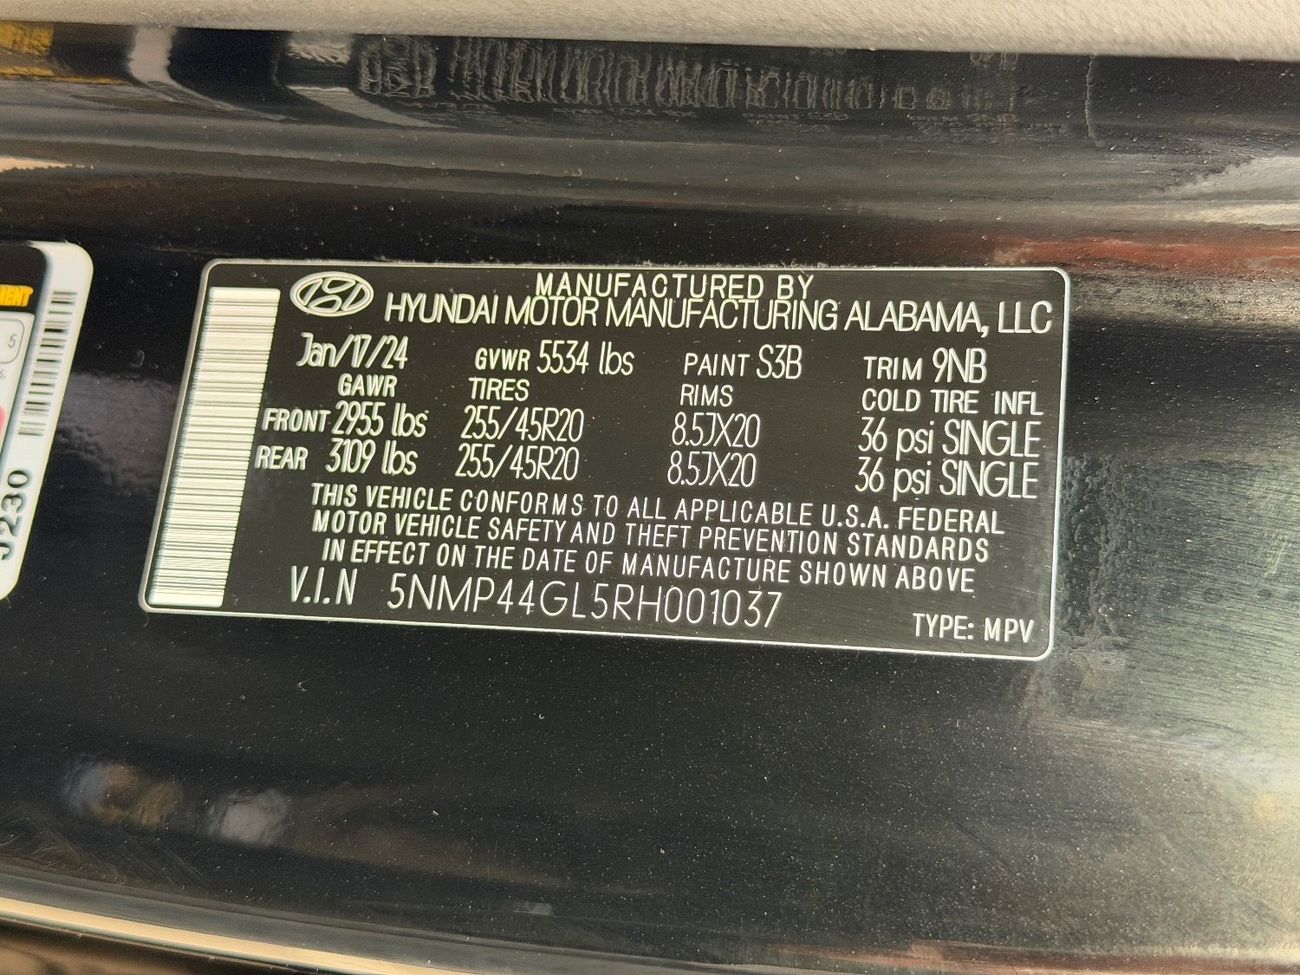 MANUFACTURED BY
HYUNDAI MOTOR MANUFACTURING ALABAMA, LLC
Jan/17/24 GVWR 5534 lbs PAINT S3B TRIM 9NB
GAWR TIRES RIMS COLD TIRE INFL
FRONT 2955 lbs 255/45R20 8.5JX20 36 psi SINGLE
REAR 3109 lbs 255/45R20 8.5JX20 36 psi SINGLE
THIS VEHICLE CONFORMS TO ALL APPLICABLE U.S.A. FEDERAL
MOTOR VEHICLE SAFETY AND THEFT PREVENTION STANDARDS
IN EFFECT ON THE DATE OF MANUFACTURE SHOWN ABOVE
V.I.N 5NMP44GL5RH001037
TYPE: MPV
5
J230